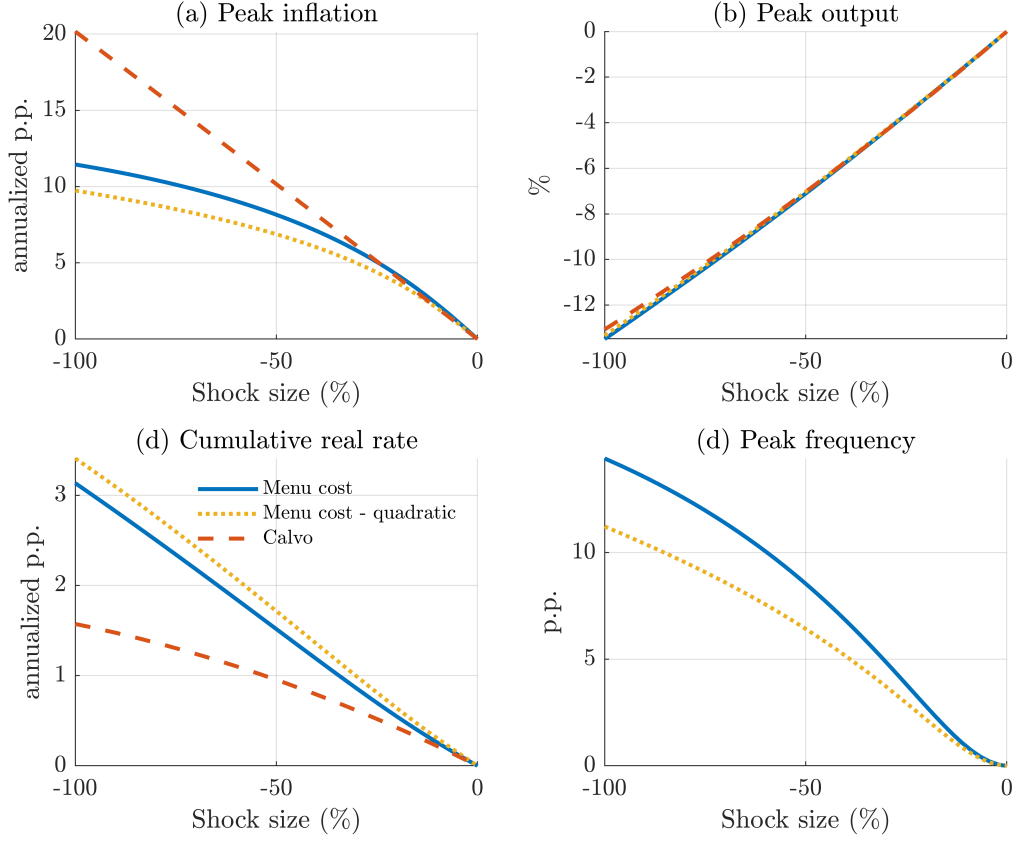 (a) Peak inflation
annualized p.p.
20
15
10
5
0
-100
-50
0
Shock size (%)
(b) Peak output
%
0
-2
-4
-6
-8
-10
-12
-100
-50
0
Shock size (%)
(d) Cumulative real rate
annualized p.p.
3
2
1
0
-100
-50
0
Shock size (%)
Menu cost
Menu cost - quadratic
Calvo
(d) Peak frequency
p.p.
10
5
0
-100
-50
0
Shock size (%)